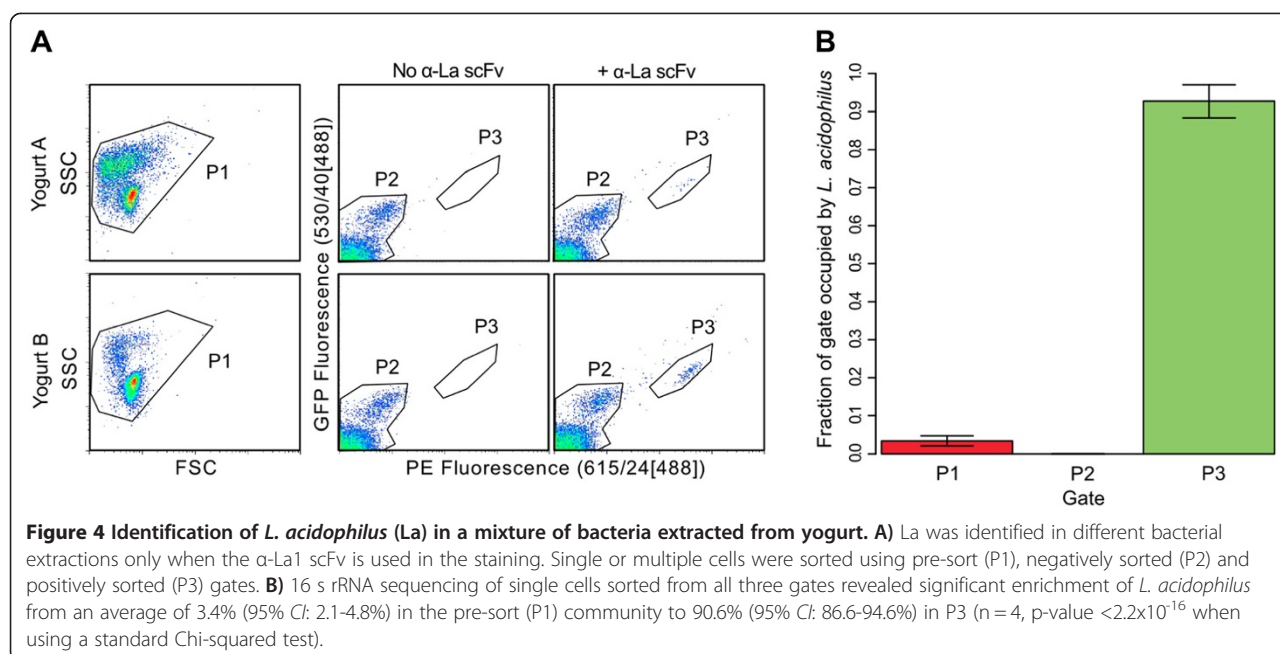 A
B
No α-La scFv
+ α-La scFv
Yogurt A
SSC
P1
P2
P3
P2
P3
Yogurt B
SSC
P1
P2
P3
P2
P3
GFP Fluorescence (530/40[488])
FSC
PE Fluorescence (615/24[488])
Fraction of gate occupied by L. acidophilus
1.0
0.9
0.8
0.7
0.6
0.5
0.4
0.3
0.2
0.1
0.0
P1
P2
P3
Gate
Figure 4 Identification of L. acidophilus (La) in a mixture of bacteria extracted from yogurt. A) La was identified in different bacterial
extractions only when the α-La1 scFv is used in the staining. Single or multiple cells were sorted using pre-sort (P1), negatively sorted (P2) and
positively sorted (P3) gates. B) 16 s rRNA sequencing of single cells sorted from all three gates revealed significant enrichment of L. acidophilus
from an average of 3.4% (95% CI: 2.1-4.8%) in the pre-sort (P1) community to 90.6% (95% CI: 86.6-94.6%) in P3 (n = 4, p-value <2.2x10-16 when
using a standard Chi-squared test).